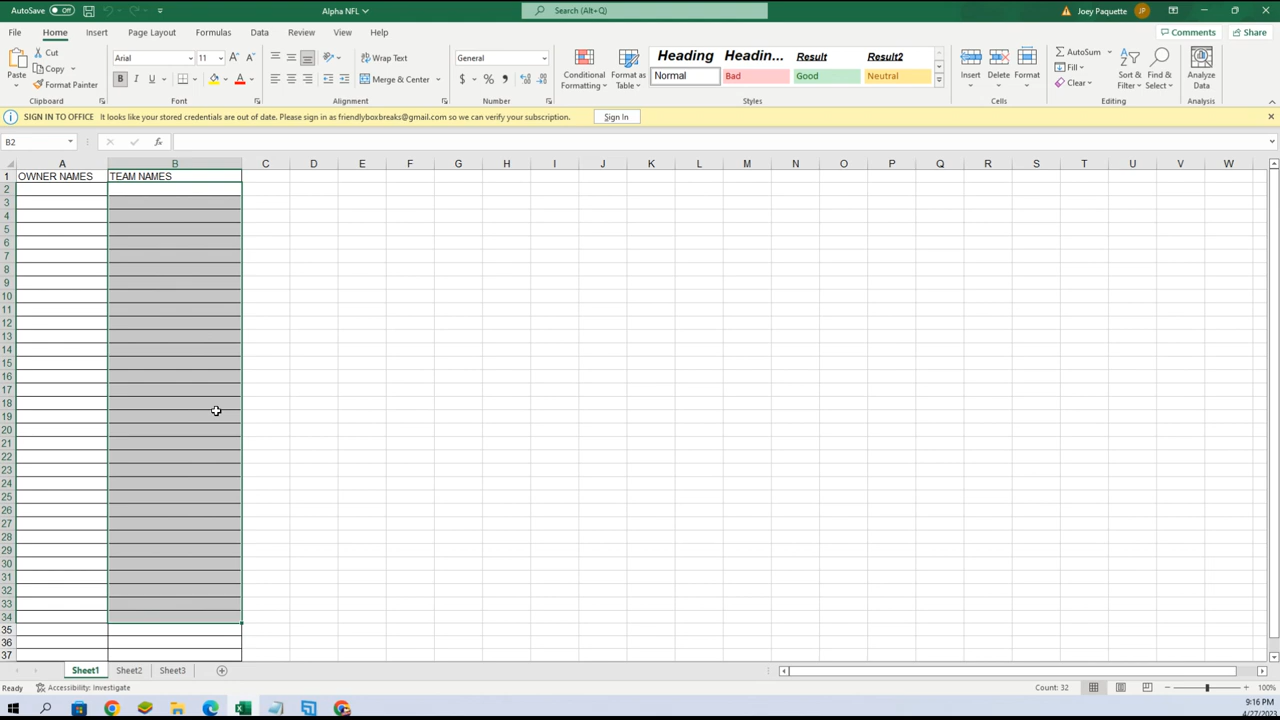 AutoSave Off Alpha NFL Search (Alt+Q) Joey Paquette JP
File Home Insert Page Layout Formulas Data Review View Help Comments Share
Paste Cut Copy Format Painter Clipboard
Arial 11 A A B I U A Font
Wrap Text Merge & Center Alignment
General $ % , Number
Conditional Formatting Format as Table
Heading Headin... Result Result2
Normal Bad Good Neutral
Styles
Insert Delete Format Cells
AutoSum Fill Clear Sort & Filter Find & Select Editing
Analyze Data Analysis
SIGN IN TO OFFICE It looks like your stored credentials are out of date. Please sign in as friendlyboxbreaks@gmail.com so we can verify your subscription. Sign In
B2 fx
A B C D E F G H I J K L M N O P Q R S T U V W
1 OWNER NAMES TEAM NAMES
2
3
4
5
6
7
8
9
10
11
12
13
14
15
16
17
18
19
20
21
22
23
24
25
26
27
28
29
30
31
32
33
34
35
36
37
Sheet1 Sheet2 Sheet3
Ready Accessibility: Investigate Count: 32 100%
9:16 PM
4/27/2023